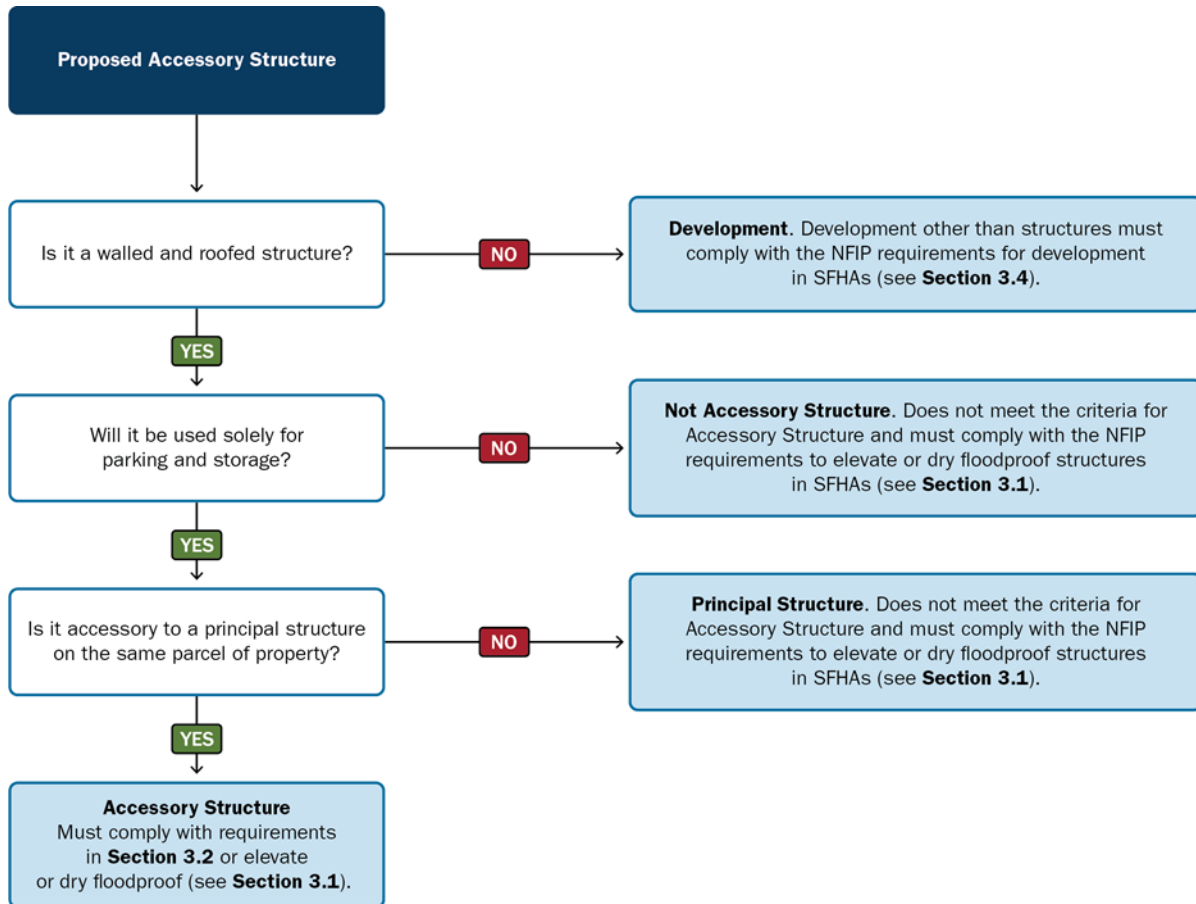 Proposed Accessory Structure
Is it a walled and roofed structure?
NO
Development. Development other than structures must
comply with the NFIP requirements for development
in SFHAs (see Section 3.4).
YES
Will it be used solely for
parking and storage?
NO
Not Accessory Structure. Does not meet the criteria for
Accessory Structure and must comply with the NFIP
requirements to elevate or dry floodproof structures
in SFHAs (see Section 3.1).
YES
Is it accessory to a principal structure
on the same parcel of property?
NO
Principal Structure. Does not meet the criteria for
Accessory Structure and must comply with the NFIP
requirements to elevate or dry floodproof structures
in SFHAs (see Section 3.1).
YES
Accessory Structure
Must comply with requirements
in Section 3.2 or elevate
or dry floodproof (see Section 3.1).